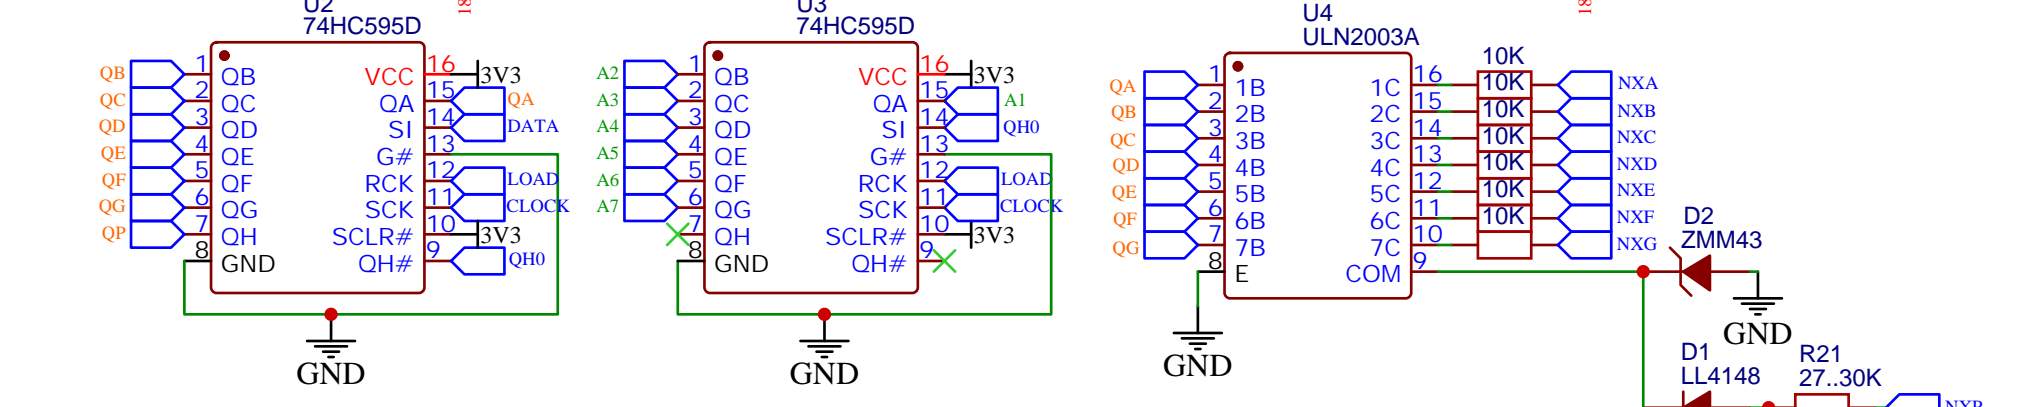 U2
74HC595D
18
QB 1 QB VCC 16 3V3
QC 2 QC QA 15 QA
QD 3 QD SI 14 DATA
QE 4 QE G# 13
QF 5 QF RCK 12 LOAD
QG 6 QG SCK 11 CLOCK
QP 7 QH SCLR# 10 3V3
8 GND QH# 9 QH0
GND
U3
74HC595D
A2 1 QB VCC 16 3V3
A3 2 QC QA 15 A1
A4 3 QD SI 14 QH0
A5 4 QE G# 13
A6 5 QF RCK 12 LOAD
A7 6 QG SCK 11 CLOCK
7 QH SCLR# 10 3V3
8 GND QH# 9
GND
U4
ULN2003A
18
10K
QA 1 1B 1C 16 10K NXA
QB 2 2B 2C 15 10K NXB
QC 3 3B 3C 14 10K NXC
QD 4 4B 4C 13 10K NXD
QE 5 5B 5C 12 10K NXE
QF 6 6B 6C 11 10K NXF
QG 7 7B 7C 10 NXG
8 E COM 9
GND
D2
ZMM43
GND
D1
LL4148
R21
27..30K